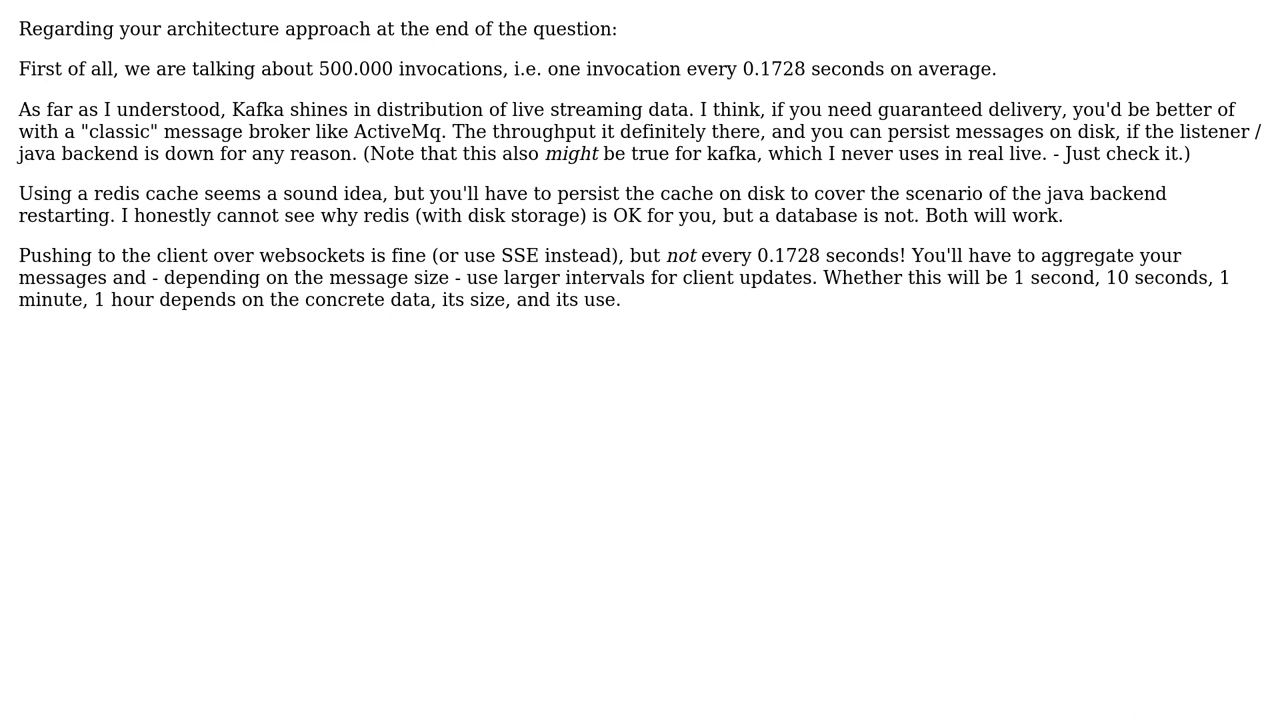 Regarding your architecture approach at the end of the question:
First of all, we are talking about 500.000 invocations, i.e. one invocation every 0.1728 seconds on average.
As far as I understood, Kafka shines in distribution of live streaming data. I think, if you need guaranteed delivery, you'd be better of
with a "classic" message broker like ActiveMq. The throughput it definitely there, and you can persist messages on disk, if the listener /
java backend is down for any reason. (Note that this also might be true for kafka, which I never uses in real live. - Just check it.)
Using a redis cache seems a sound idea, but you'll have to persist the cache on disk to cover the scenario of the java backend
restarting. I honestly cannot see why redis (with disk storage) is OK for you, but a database is not. Both will work.
Pushing to the client over websockets is fine (or use SSE instead), but not every 0.1728 seconds! You'll have to aggregate your
messages and - depending on the message size - use larger intervals for client updates. Whether this will be 1 second, 10 seconds, 1
minute, 1 hour depends on the concrete data, its size, and its use.